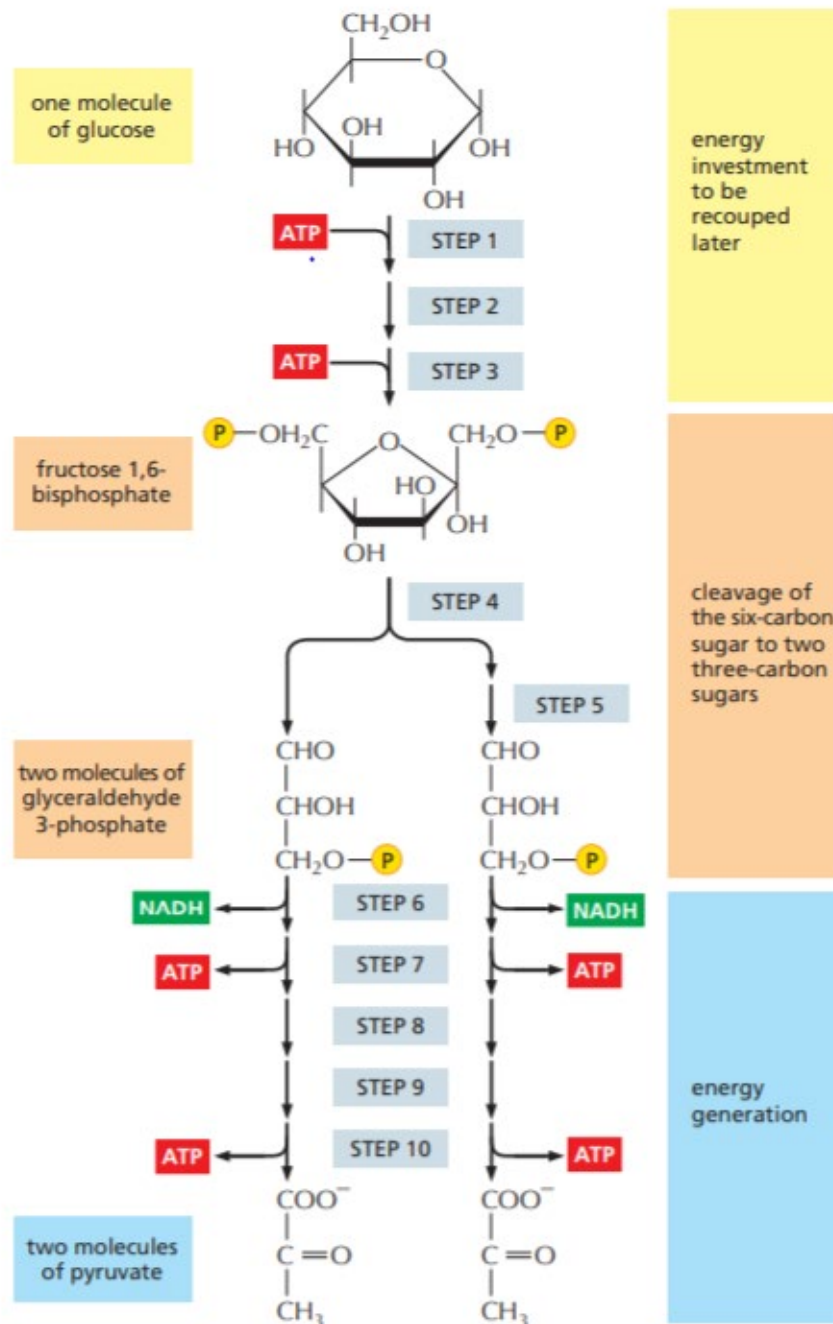 CH₂OH
O
one molecule
of glucose
OH
HO
OH
OH
energy
investment
to be
recouped
later
ATP
STEP 1
STEP 2
ATP
STEP 3
P
OH₂C
O
CH₂O
P
fructose 1,6-
bisphosphate
HO
OH
OH
STEP 4
cleavage of
the six-carbon
sugar to two
three-carbon
sugars
STEP 5
two molecules of
glyceraldehyde
3-phosphate
CHO
CHO
CHOH
CHOH
CH₂O
P
CH₂O
P
NADH
STEP 6
NADH
ATP
STEP 7
ATP
STEP 8
STEP 9
energy
generation
ATP
STEP 10
ATP
COO⁻
COO⁻
two molecules
of pyruvate
C=O
C=O
CH₃
CH₃